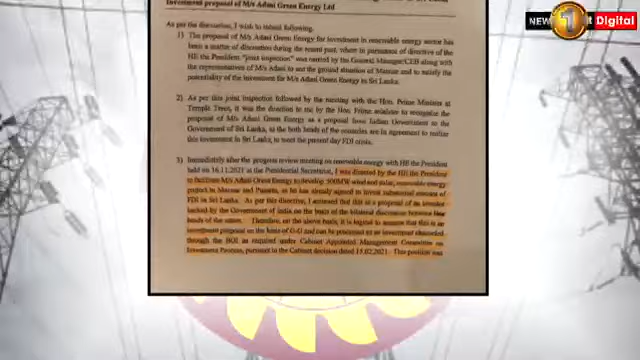 Investment proposal of M/s Adani Green Energy Ltd
As per the discussion, I wish to submit following.
1) The proposal of M/s Adani Green Energy for investment in renewable energy sector has
been a matter of discussion during the recent past, where in pursuance of directive of the
HE the President "joint inspection" was carried by the General Manager/CEB along with
the representatives of M/s Adani to see the ground situation of Mannar and to satisfy the
potentiality of the investment for M/s Adani Green Energy in Sri Lanka.
2) As per this joint inspection followed by the meeting with the Hon. Prime Minister at
Temple Trees, it was the direction to me by the Hon. Prime minister to recognize the
proposal of M/s Adani Green Energy as a proposal from Indian Government to the
Government of Sri Lanka, as the both heads of the countries are in agreement to realize
this investment in Sri Lanka, to meet the present day FDI crisis.
3) Immediately after the progress review meeting on renewable energy with HE the President
held on 16.11.2021 at the Presidential Secretariat, I was directed by the HE the President
to facilitate M/s Adani Green Energy to develop 500MW wind and solar, renewable energy
project in Mannar and Punerin, as he has already agreed to invest substantial amount of
FDI in Sri Lanka. As per this directive, I assumed that this is a proposal of an investor
backed by the Government of India on the basis of the bilateral discussion between
heads of the states. Therefore, on the above basis, it is logical to assume that this is an
investment proposal on the basis of G-G and can be processed as an investment channeled
through the BOI as required under Cabinet Appointed Management Committee on
Investment Process, pursuant to the Cabinet decision dated 15.02.2021. This position was
NEWS 1st Digital